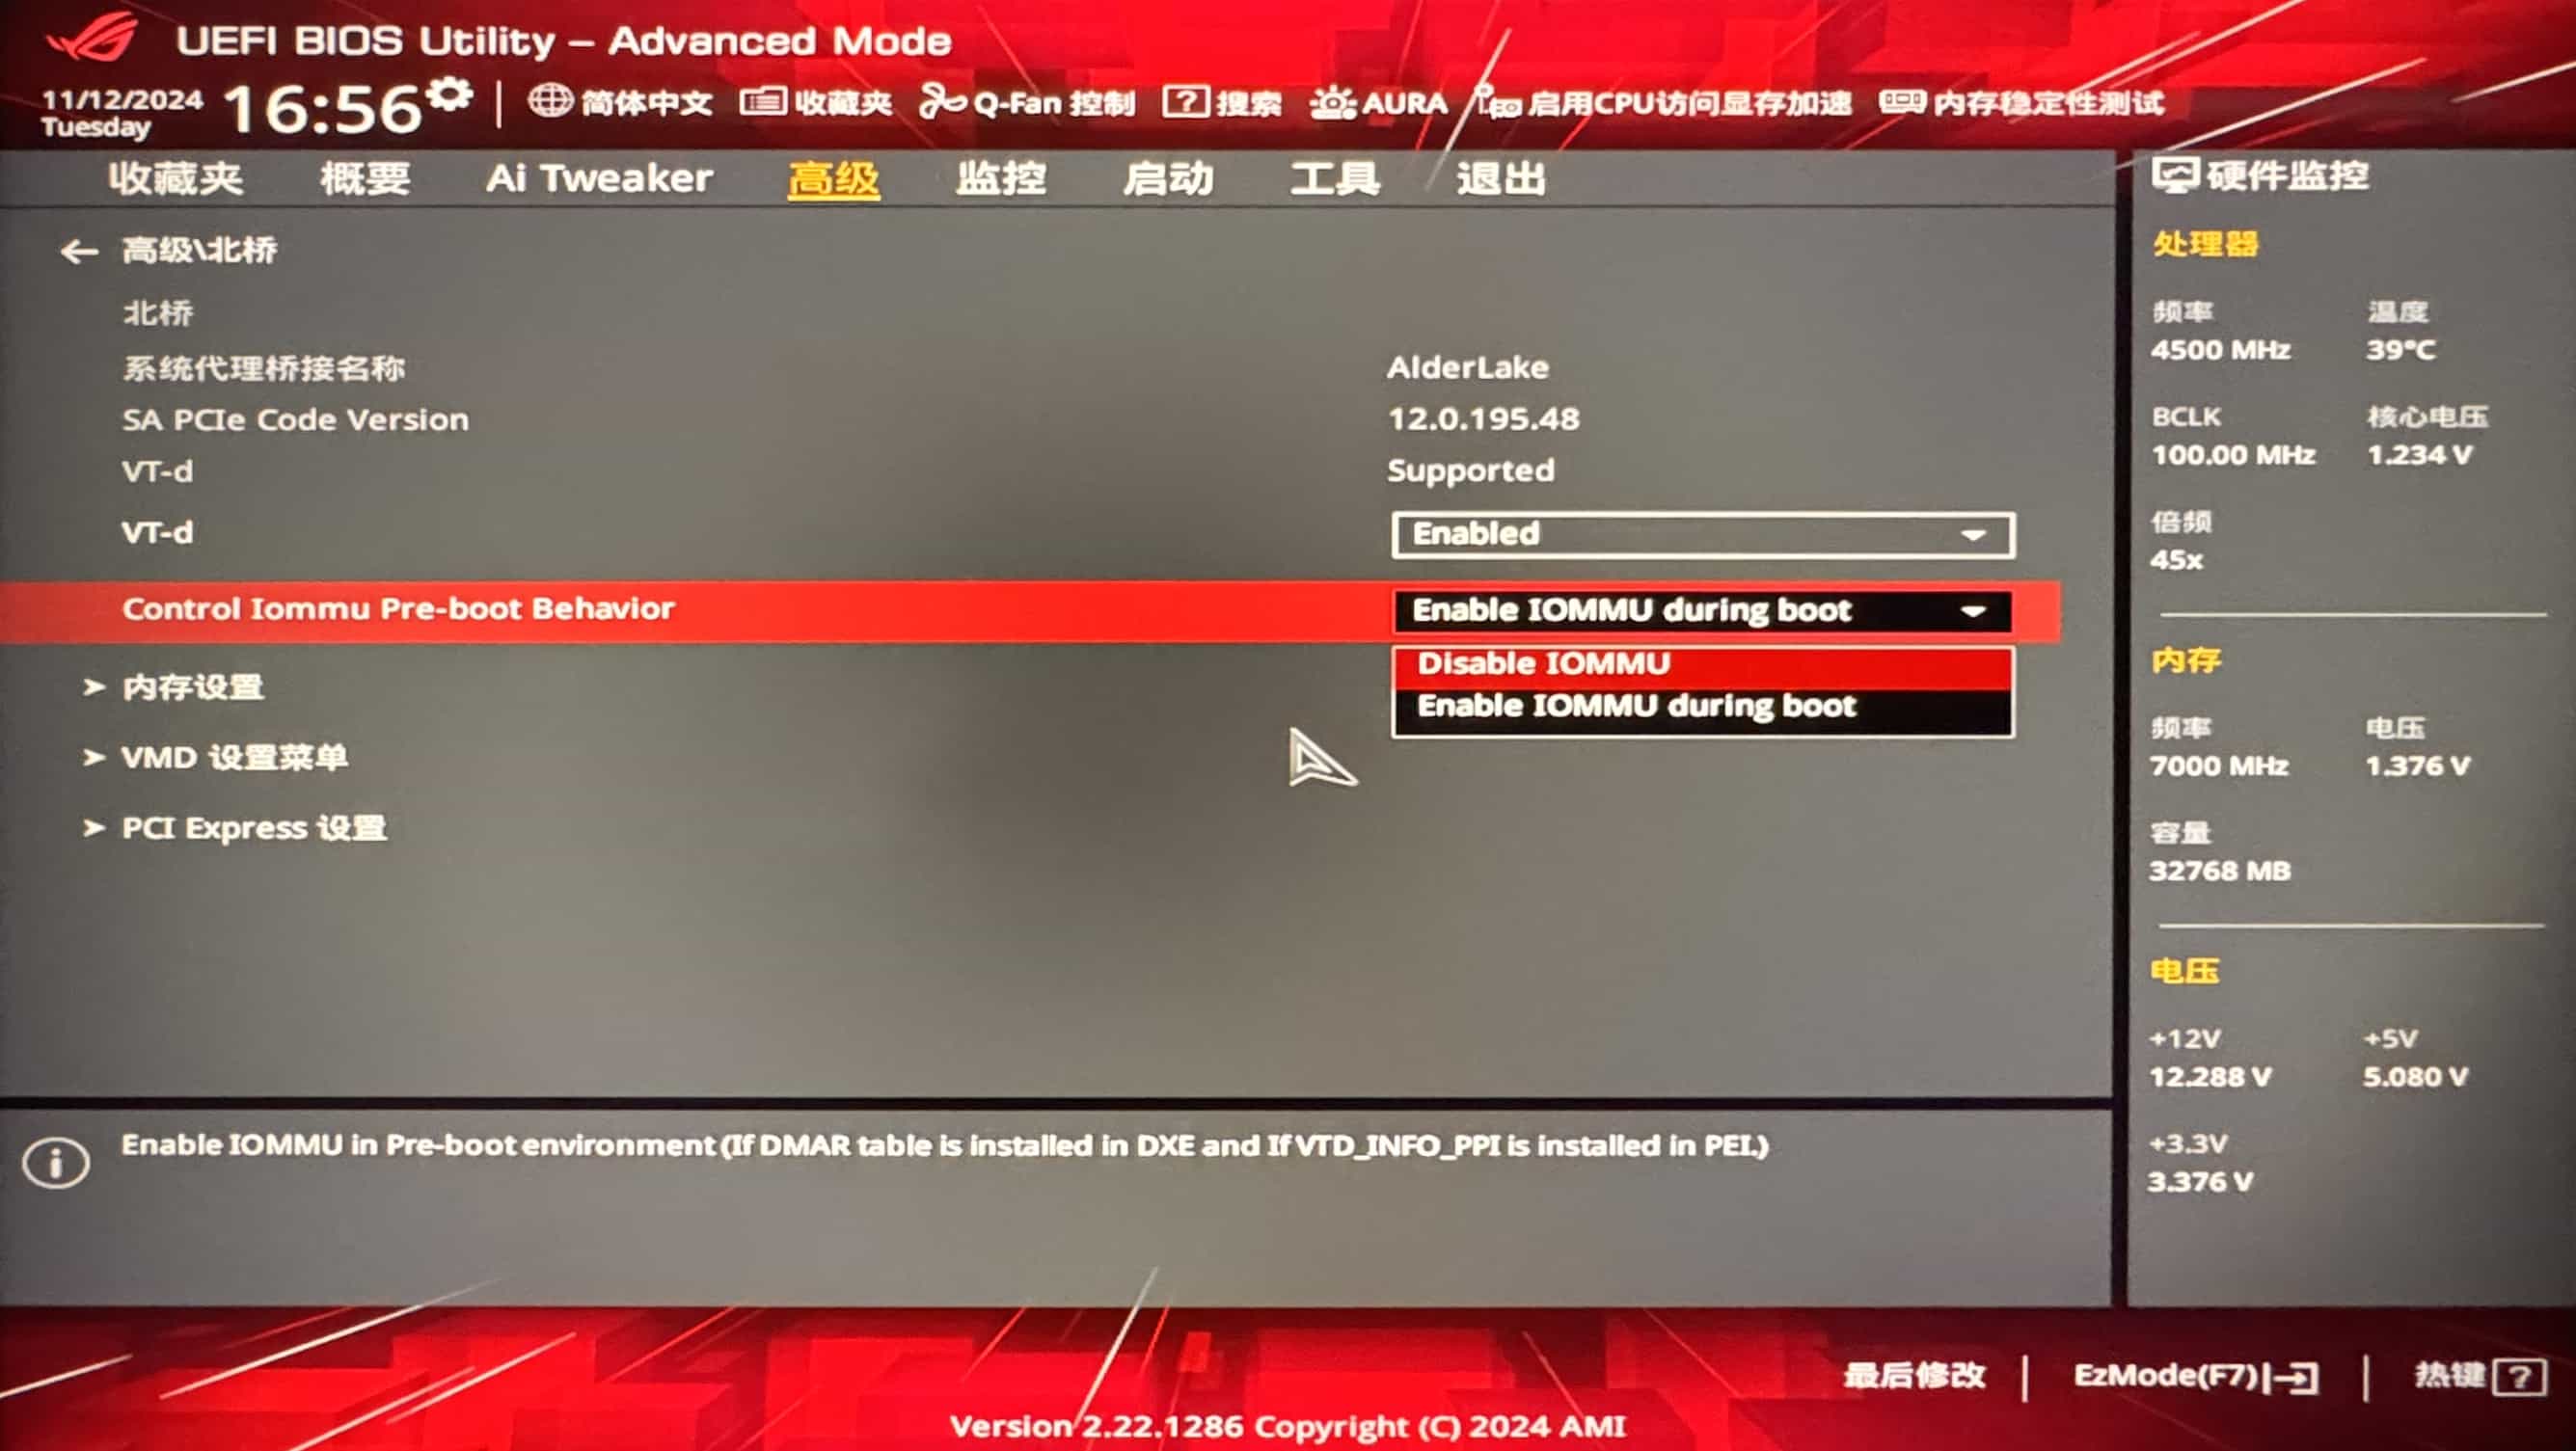 UEFI BIOS Utility – Advanced Mode
11/12/2024
Tuesday
16:56
简体中文
收藏夹
Q-Fan 控制
? 搜索
AURA
启用CPU访问显存加速
内存稳定性测试
收藏夹
概要
Ai Tweaker
高级
监控
启动
工具
退出
← 高级\北桥
北桥
系统代理桥接名称 AlderLake
SA PCIe Code Version 12.0.195.48
VT-d Supported
VT-d Enabled
Control Iommu Pre-boot Behavior Enable IOMMU during boot
Disable IOMMU
Enable IOMMU during boot
> 内存设置
> VMD 设置菜单
> PCI Express 设置
Enable IOMMU in Pre-boot environment(If DMAR table is installed in DXE and If VTD_INFO_PPI is installed in PEI.)
硬件监控
处理器
频率 温度
4500 MHz 39°C
BCLK 核心电压
100.00 MHz 1.234 V
倍频
45x
内存
频率 电压
7000 MHz 1.376 V
容量
32768 MB
电压
+12V +5V
12.288 V 5.080 V
+3.3V
3.376 V
最后修改 | EzMode(F7) | 热键 ?
Version 2.22.1286 Copyright (C) 2024 AMI